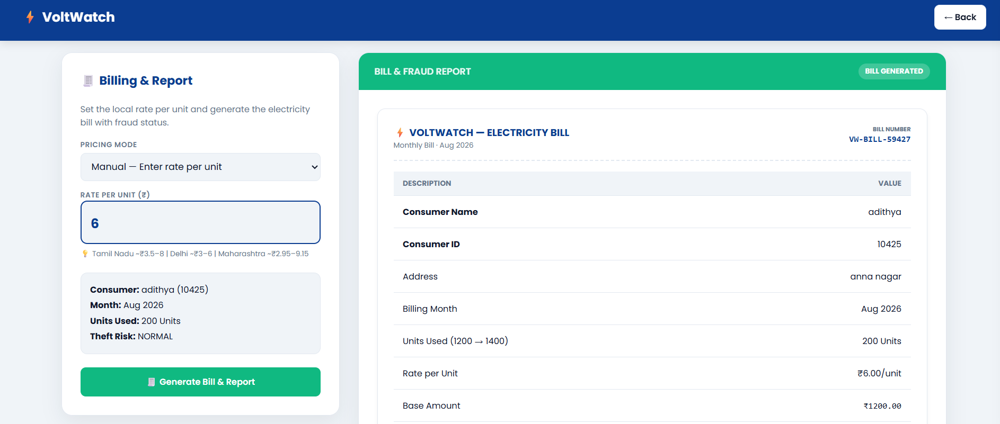 VoltWatch
← Back
Billing & Report
Set the local rate per unit and generate the electricity
bill with fraud status.
PRICING MODE
Manual — Enter rate per unit
RATE PER UNIT (₹)
6
Tamil Nadu ~₹3.5–8 | Delhi ~₹3–6 | Maharashtra ~₹2.95–9.15
Consumer: adithya (10425)
Month: Aug 2026
Units Used: 200 Units
Theft Risk: NORMAL
Generate Bill & Report
BILL & FRAUD REPORT
BILL GENERATED
VOLTWATCH — ELECTRICITY BILL
Monthly Bill · Aug 2026
BILL NUMBER
VW-BILL-59427
DESCRIPTION VALUE
Consumer Name adithya
Consumer ID 10425
Address anna nagar
Billing Month Aug 2026
Units Used (1200 → 1400) 200 Units
Rate per Unit ₹6.00/unit
Base Amount ₹1200.00